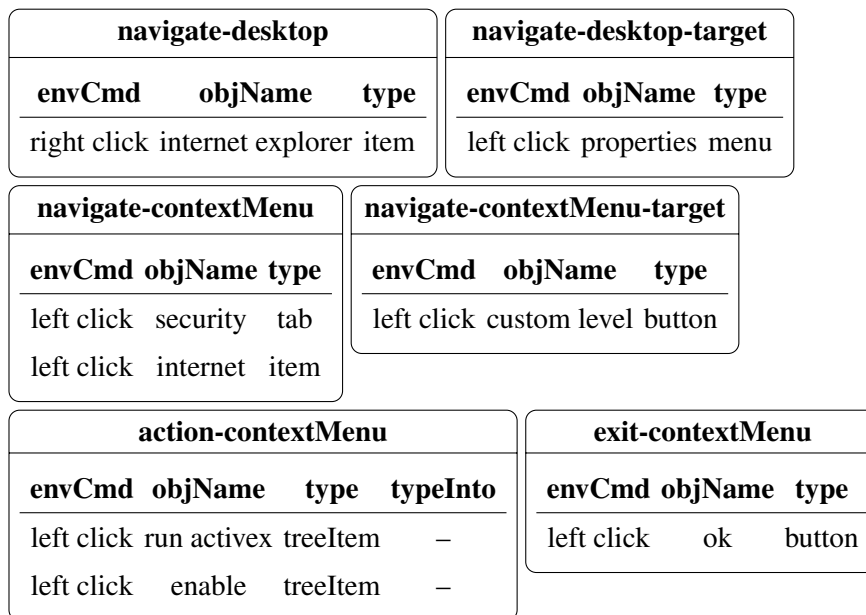 navigate-desktop
envCmd objName type
right click internet explorer item
navigate-desktop-target
envCmd objName type
left click properties menu
navigate-contextMenu
envCmd objName type
left click security tab
left click internet item
navigate-contextMenu-target
envCmd objName type
left click custom level button
action-contextMenu
envCmd objName type typeInto
left click run activex treeItem –
left click enable treeItem –
exit-contextMenu
envCmd objName type
left click ok button